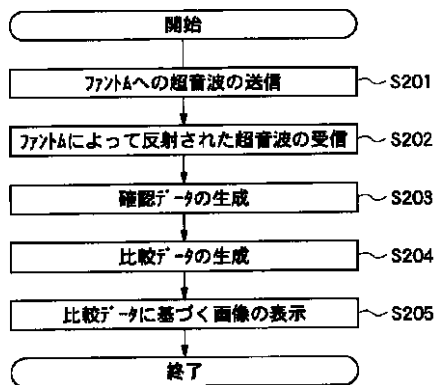 開始
ファントムへの超音波の送信 S201
ファントムによって反射された超音波の受信 S202
確認データの生成 S203
比較データの生成 S204
比較データに基づく画像の表示 S205
終了